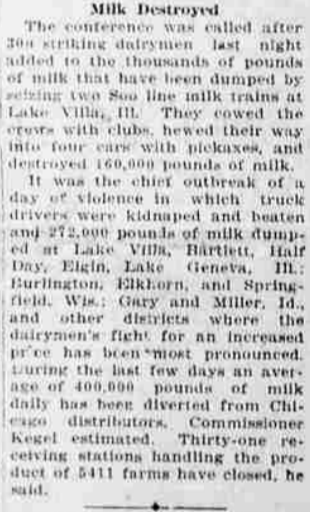 Milk Destroyed
The conference was called after
300 striking dairymen last night
added to the thousands of pounds
of milk that have been dumped by
seizing two Soo line milk trains at
Lake Villa, Ill. They cowed the
crews with clubs, hewed their way
into four cars with pickaxes, and
destroyed 160,000 pounds of milk.
It was the chief outbreak of a
day of violence in which truck
drivers were kidnaped and beaten
and 272,000 pounds of milk dump-
ed at Lake Villa, Bartlett, Half
Day, Elgin, Lake Geneva, Ill.;
Burlington, Elkhorn, and Spring-
field, Wis.; Gary and Miller, Id.,
and other districts where the
dairymen's fight for an increased
price has been most pronounced.
During the last few days an aver-
age of 400,000 pounds of milk
daily has been diverted from Chi-
cago distributors, Commissioner
Kegel estimated. Thirty-one re-
ceiving stations handling the pro-
duct of 5411 farms have closed, he
said.